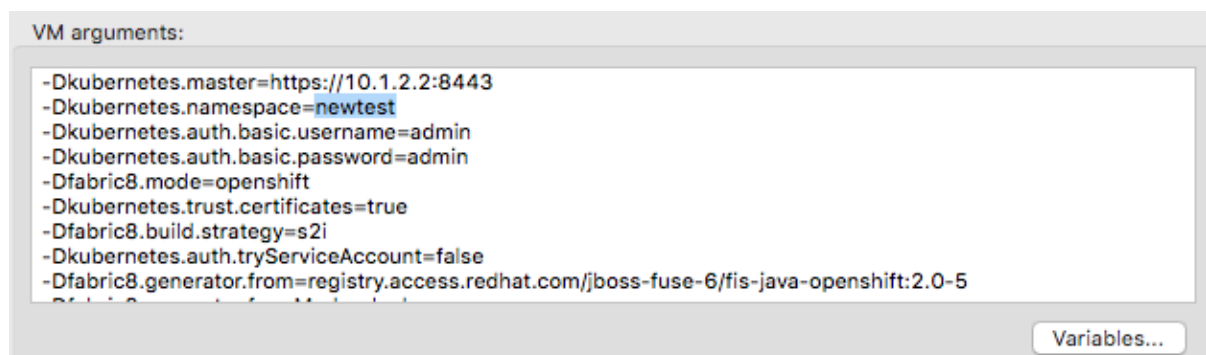 VM arguments:
-Dkubernetes.master=https://10.1.2.2:8443
-Dkubernetes.namespace=newtest
-Dkubernetes.auth.basic.username=admin
-Dkubernetes.auth.basic.password=admin
-Dfabric8.mode=openshift
-Dkubernetes.trust.certificates=true
-Dfabric8.build.strategy=s2i
-Dkubernetes.auth.tryServiceAccount=false
-Dfabric8.generator.from=registry.access.redhat.com/jboss-fuse-6/fis-java-openshift:2.0-5
Variables...